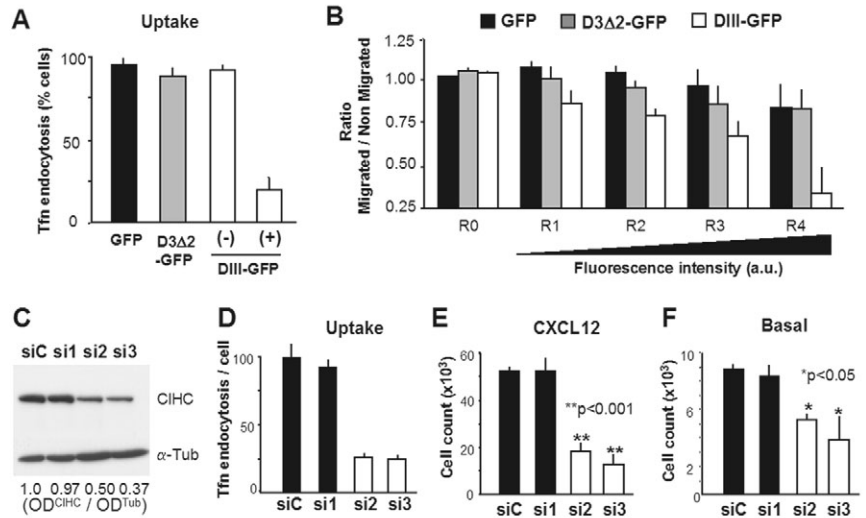 A
Uptake
Tfn endocytosis (% cells)
100
50
0
GFP
D3Δ2
-GFP
(-)
(+)
DIII-GFP
B
GFP
D3Δ2-GFP
DIII-GFP
Ratio
Migrated / Non Migrated
1.25
1.00
0.75
0.50
0.25
R0
R1
R2
R3
R4
Fluorescence intensity (a.u.)
C
siC si1 si2 si3
ClHC
α-Tub
1.0 0.97 0.50 0.37
(OD^ClHC / OD^Tub)
D
Uptake
Tfn endocytosis / cell
100
50
0
siC
si1
si2
si3
E
CXCL12
Cell count (x10³)
60
40
20
0
**p<0.001
**
**
siC
si1
si2
si3
F
Basal
Cell count (x10³)
9
6
3
0
*p<0.05
*
*
siC
si1
si2
si3